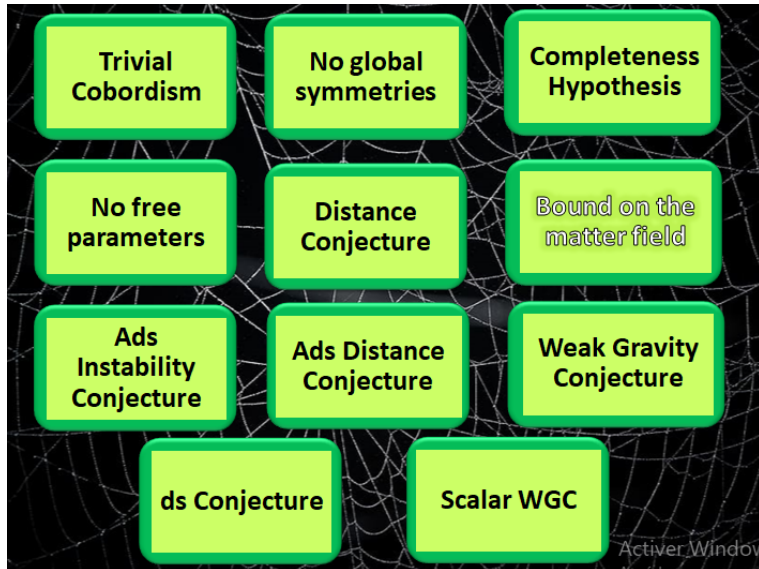 Trivial
Cobordism
No global
symmetries
Completeness
Hypothesis
No free
parameters
Distance
Conjecture
Bound on the
matter field
Ads
Instability
Conjecture
Ads Distance
Conjecture
Weak Gravity
Conjecture
ds Conjecture
Scalar WGC
Activer Window